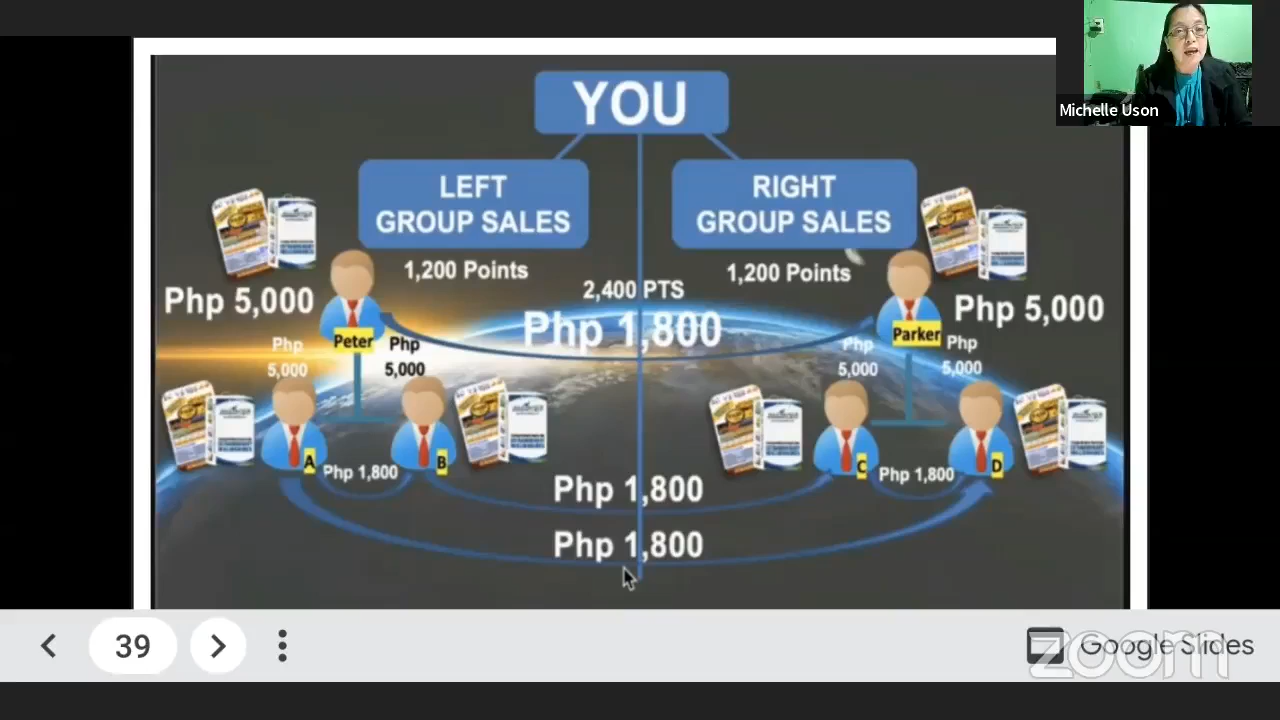 YOU
Michelle Uson
LEFT
GROUP SALES
RIGHT
GROUP SALES
1,200 Points
1,200 Points
2,400 PTS
Php 5,000
Php 1,800
Php 5,000
Peter
Parker
Php
5,000
Php
5,000
Php
5,000
Php
5,000
A
B
C
D
Php 1,800
Php 1,800
Php 1,800
Php 1,800
39
Google Slides
zoom